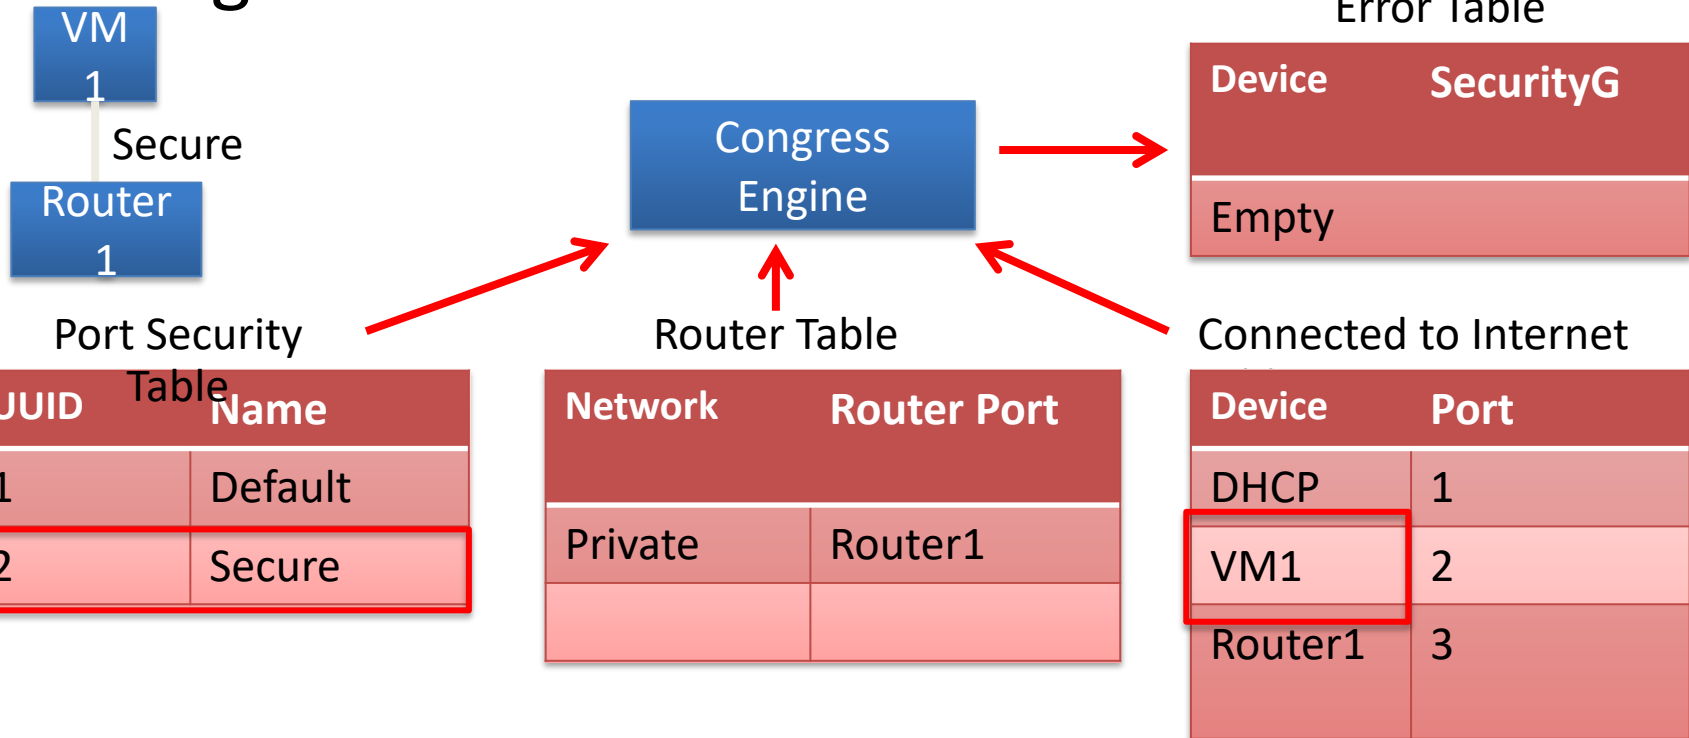 g
VM
1
Secure
Router
1
Congress
Engine
Error Table
Device SecurityG
Empty
Port Security
Table
UUID Name
1 Default
2 Secure
Router Table
Network Router Port
Private Router1
Connected to Internet
Device Port
DHCP 1
VM1 2
Router1 3